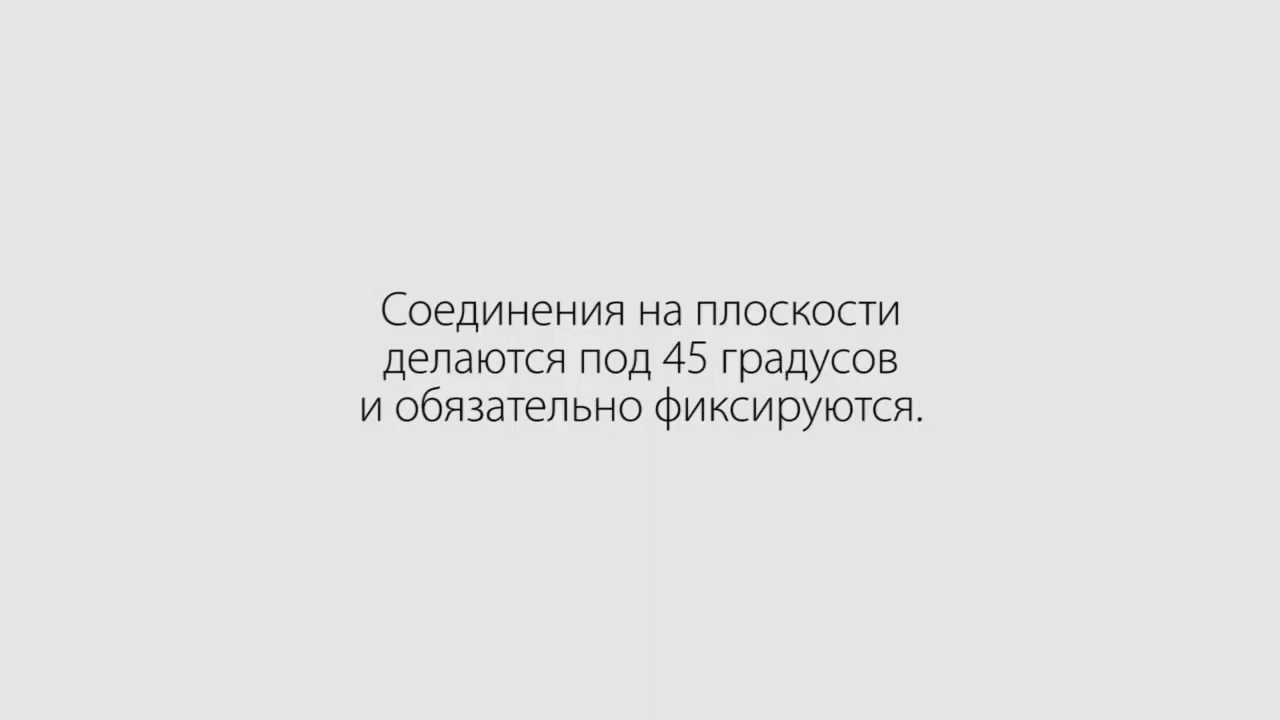 Соединения на плоскости
делаются под 45 градусов
и обязательно фиксируются.